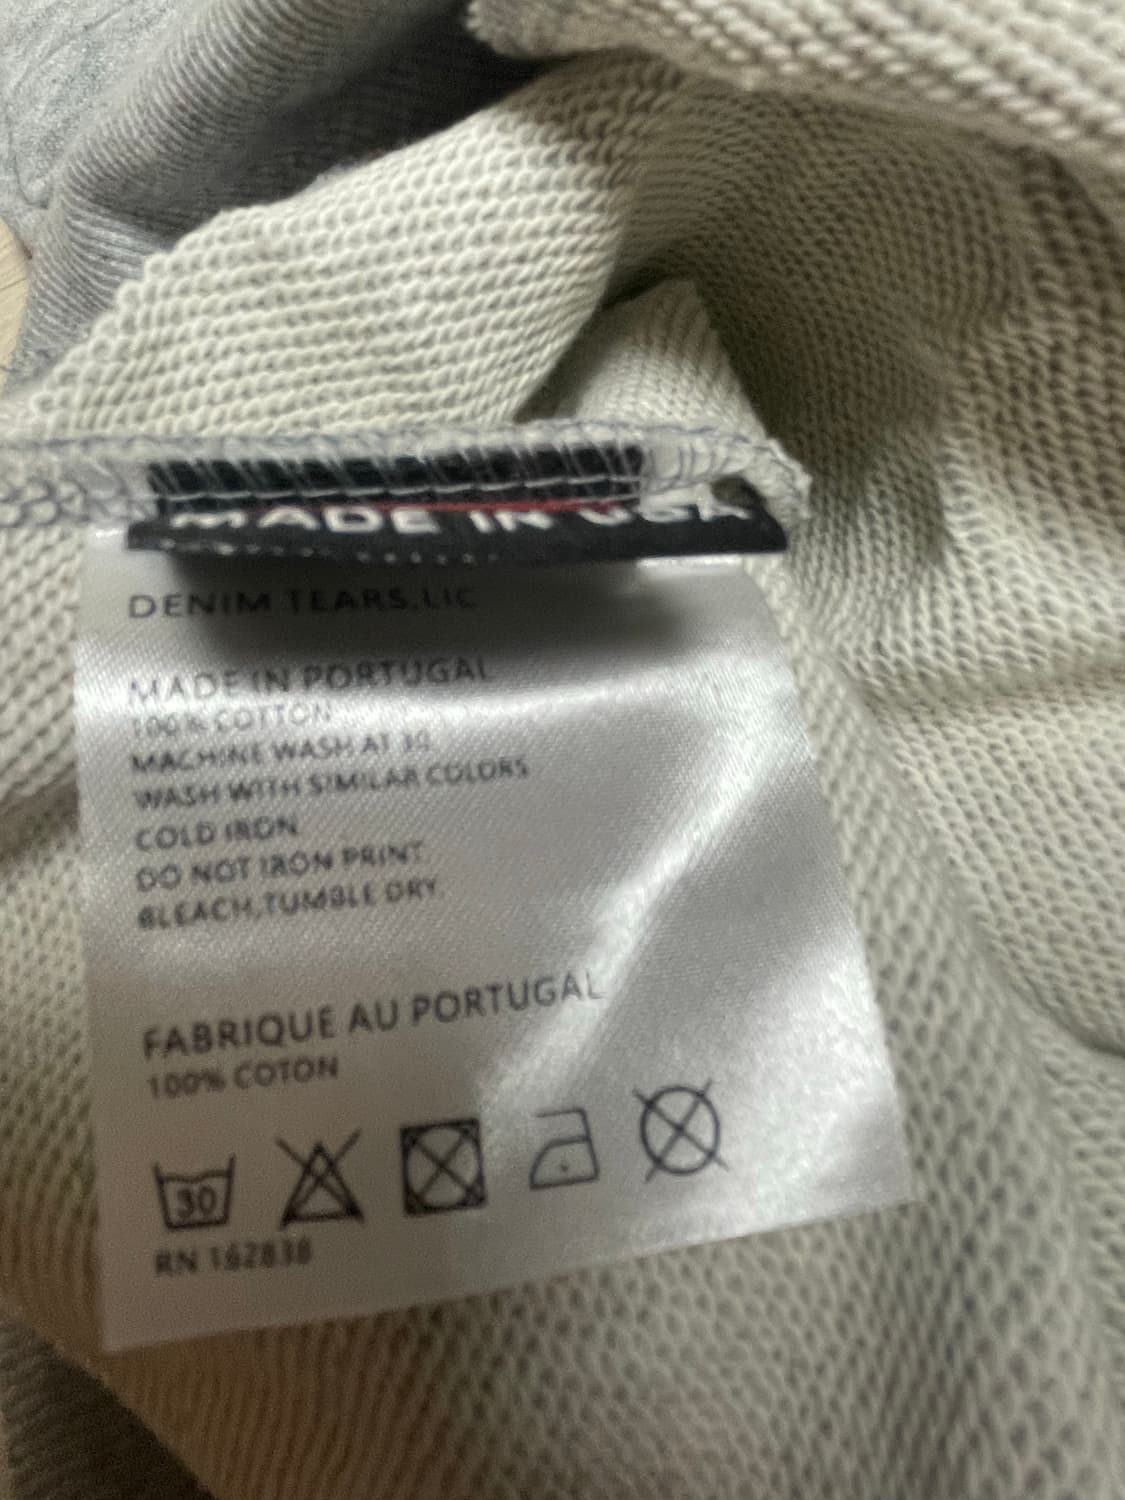 MADE IN USA
DENIM TEARS,LLC
MADE IN PORTUGAL
100% COTTON
MACHINE WASH AT 30
WASH WITH SIMILAR COLORS
COLD IRON
DO NOT IRON PRINT
BLEACH,TUMBLE DRY
FABRIQUE AU PORTUGAL
100% COTON
30
RN 162838